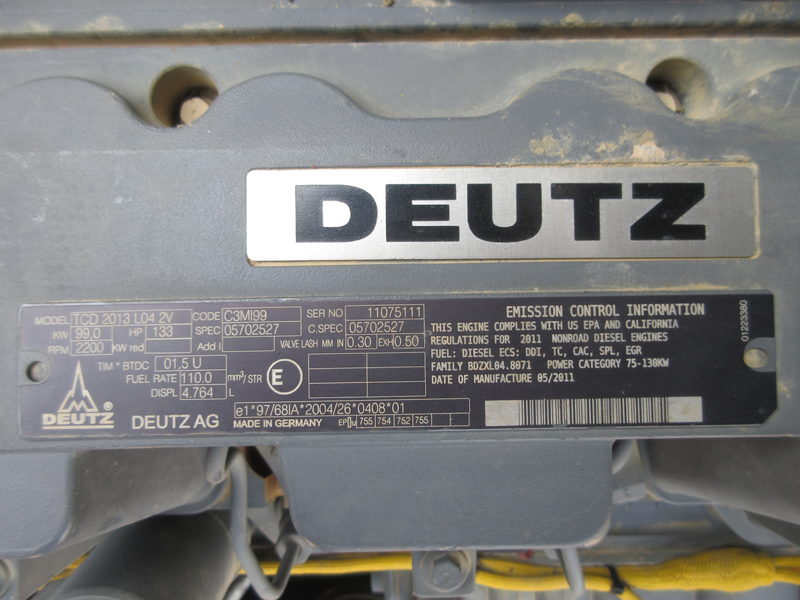 DEUTZ
MODEL TCD 2013 L04 2V CODE C3MI99 SER NO 11075111
KW 99.0 HP 133 SPEC 05702527 C.SPEC 05702527
RPM 2200 KW red Add I VALVE LASH MM IN 0.30 EXH 0.50
TIM * BTDC 01,5 U
FUEL RATE 110.0 mm³/STR E
DISPL 4.764 L
DEUTZ ®
DEUTZ AG
e1*97/68IA*2004/26*0408*01
MADE IN GERMANY EP 755 754 752 755
EMISSION CONTROL INFORMATION
THIS ENGINE COMPLIES WITH US EPA AND CALIFORNIA
REGULATIONS FOR 2011 NONROAD DIESEL ENGINES
FUEL: DIESEL ECS: DDI, TC, CAC, SPL, EGR
FAMILY BDZXL04.8071 POWER CATEGORY 75-130KW
DATE OF MANUFACTURE 05/2011
01223380